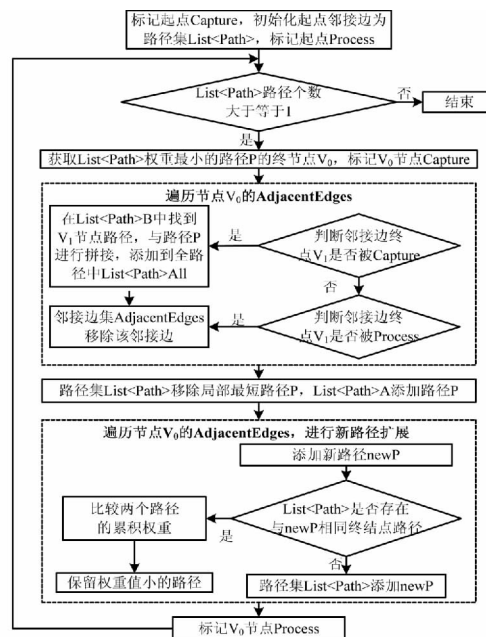 标记起点Capture，初始化起点邻接边为
路径集List<Path>，标记起点Process
List<Path>路径个数
大于等于1
否
结束
是
获取List<Path>权重最小的路径P的终节点V0，标记V0节点Capture
遍历节点V0的AdjacentEdges
在List<Path>B中找到
V1节点路径，与路径P
进行拼接，添加到全路
径中List<Path>All
是
判断邻接边终
点V1是否被Capture
否
邻接边集AdjacentEdges
移除该邻接边
是
判断邻接边终
点V1是否被Process
路径集List<Path>移除局部最短路径P，List<Path>A添加路径P
遍历节点V0的AdjacentEdges，进行新路径扩展
添加新路径newP
比较两个路径
的累积权重
是
List<Path>是否存在
与newP相同终结点路径
否
保留权重值小的路径
路径集List<Path>添加newP
标记V0节点Process